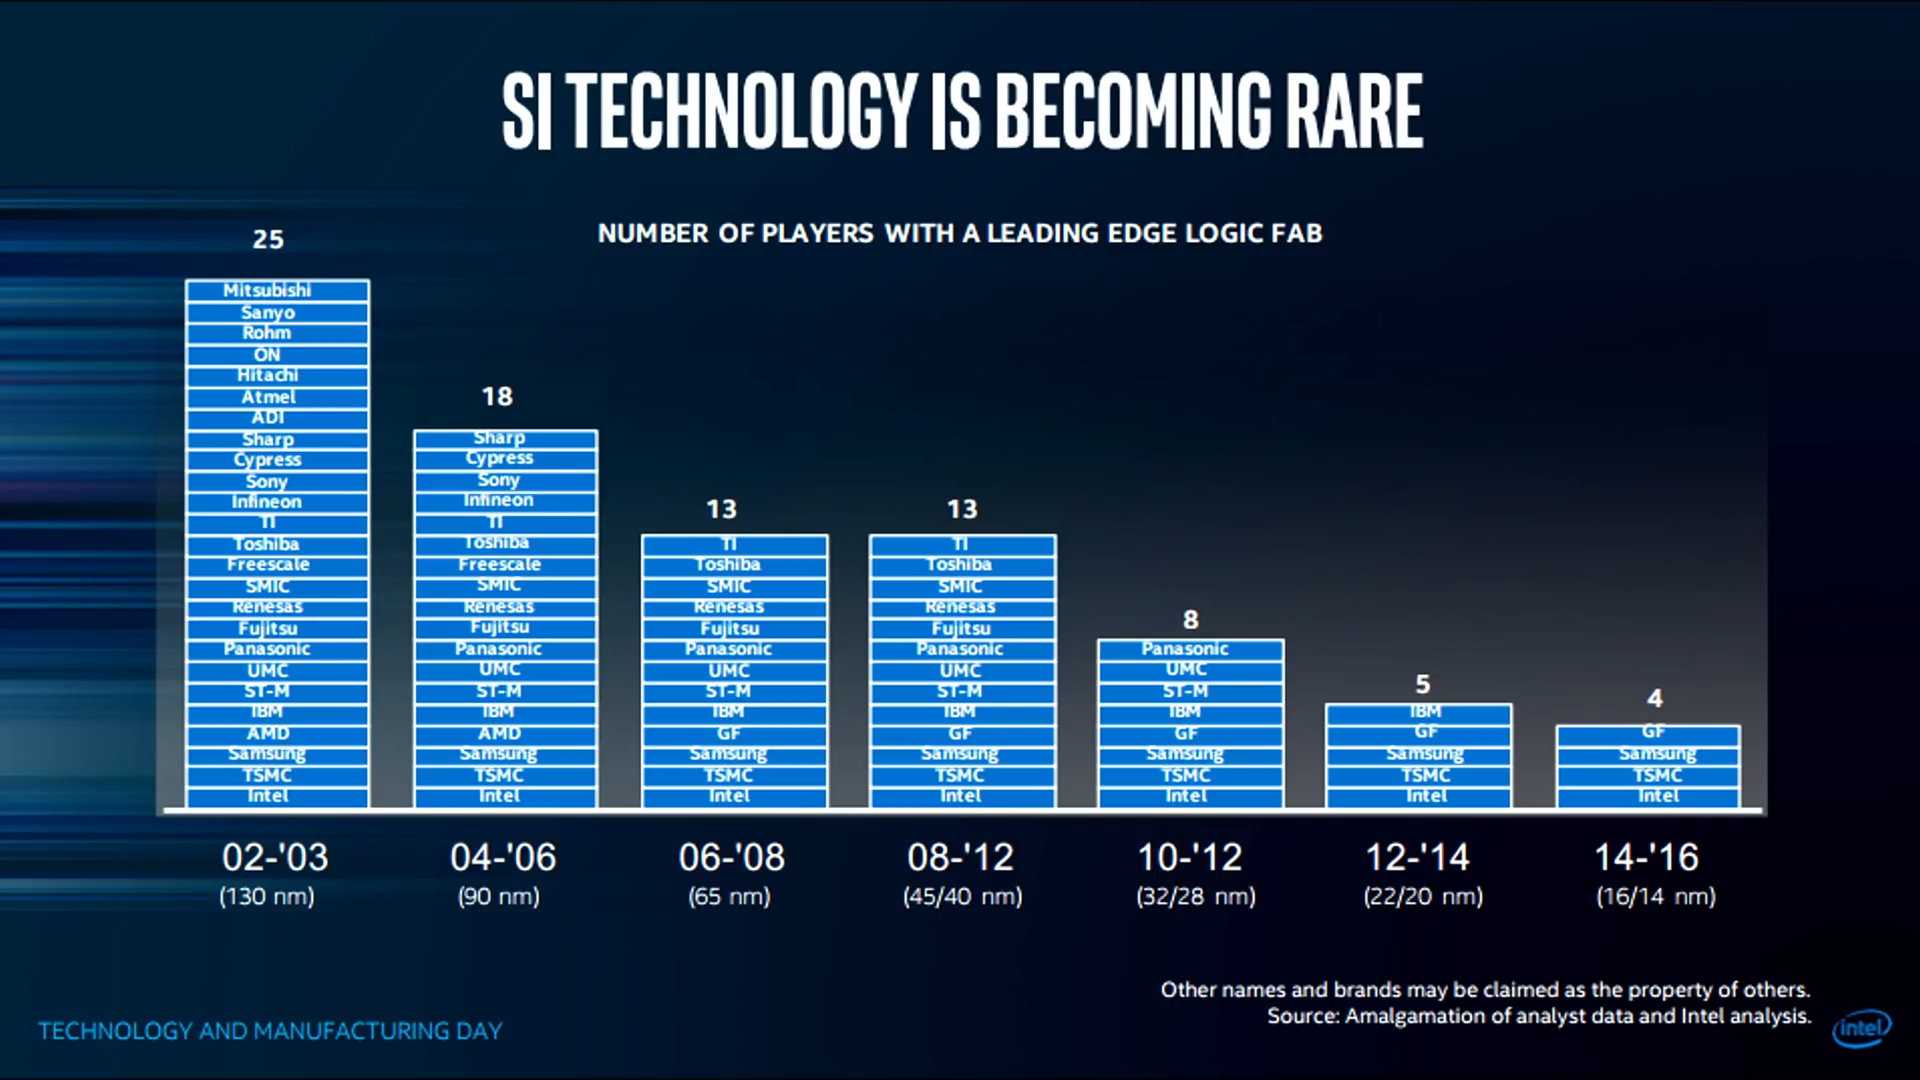 SI TECHNOLOGY IS BECOMING RARE
NUMBER OF PLAYERS WITH A LEADING EDGE LOGIC FAB
25
Mitsubishi
Sanyo
Rohm
ON
Hitachi
Atmel
ADI
Sharp
Cypress
Sony
Infineon
TI
Toshiba
Freescale
SMIC
Renesas
Fujitsu
Panasonic
UMC
ST-M
IBM
AMD
Samsung
TSMC
Intel
02-'03
(130 nm)
18
Sharp
Cypress
Sony
Infineon
TI
Toshiba
Freescale
SMIC
Renesas
Fujitsu
Panasonic
UMC
ST-M
IBM
AMD
Samsung
TSMC
Intel
04-'06
(90 nm)
13
TI
Toshiba
SMIC
Renesas
Fujitsu
Panasonic
UMC
ST-M
IBM
GF
Samsung
TSMC
Intel
06-'08
(65 nm)
13
TI
Toshiba
SMIC
Renesas
Fujitsu
Panasonic
UMC
ST-M
IBM
GF
Samsung
TSMC
Intel
08-'12
(45/40 nm)
8
Panasonic
UMC
ST-M
IBM
GF
Samsung
TSMC
Intel
10-'12
(32/28 nm)
5
IBM
GF
Samsung
TSMC
Intel
12-'14
(22/20 nm)
4
GF
Samsung
TSMC
Intel
14-'16
(16/14 nm)
Other names and brands may be claimed as the property of others.
Source: Amalgamation of analyst data and Intel analysis.
TECHNOLOGY AND MANUFACTURING DAY
intel